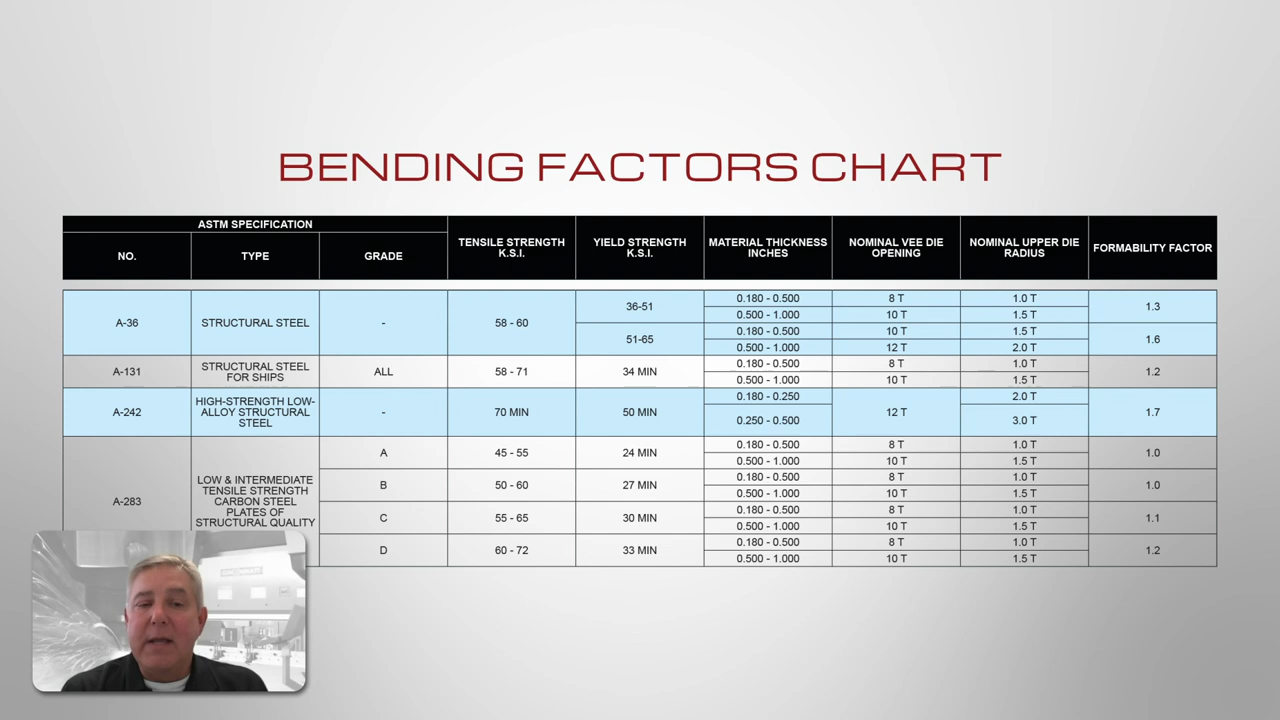 BENDING FACTORS CHART
ASTM SPECIFICATION
NO.
TYPE
GRADE
TENSILE STRENGTH
K.S.I.
YIELD STRENGTH
K.S.I.
MATERIAL THICKNESS
INCHES
NOMINAL VEE DIE
OPENING
NOMINAL UPPER DIE
RADIUS
FORMABILITY FACTOR
A-36
STRUCTURAL STEEL
-
58 - 60
36-51
0.180 - 0.500
8 T
1.0 T
1.3
0.500 - 1.000
10 T
1.5 T
51-65
0.180 - 0.500
10 T
1.5 T
1.6
0.500 - 1.000
12 T
2.0 T
A-131
STRUCTURAL STEEL
FOR SHIPS
ALL
58 - 71
34 MIN
0.180 - 0.500
8 T
1.0 T
1.2
0.500 - 1.000
10 T
1.5 T
A-242
HIGH-STRENGTH LOW-
ALLOY STRUCTURAL
STEEL
-
70 MIN
50 MIN
0.180 - 0.250
12 T
2.0 T
1.7
0.250 - 0.500
3.0 T
A-283
LOW & INTERMEDIATE
TENSILE STRENGTH
CARBON STEEL
PLATES OF
STRUCTURAL QUALITY
A
45 - 55
24 MIN
0.180 - 0.500
8 T
1.0 T
1.0
0.500 - 1.000
10 T
1.5 T
B
50 - 60
27 MIN
0.180 - 0.500
8 T
1.0 T
1.0
0.500 - 1.000
10 T
1.5 T
C
55 - 65
30 MIN
0.180 - 0.500
8 T
1.0 T
1.1
0.500 - 1.000
10 T
1.5 T
D
60 - 72
33 MIN
0.180 - 0.500
8 T
1.0 T
1.2
0.500 - 1.000
10 T
1.5 T